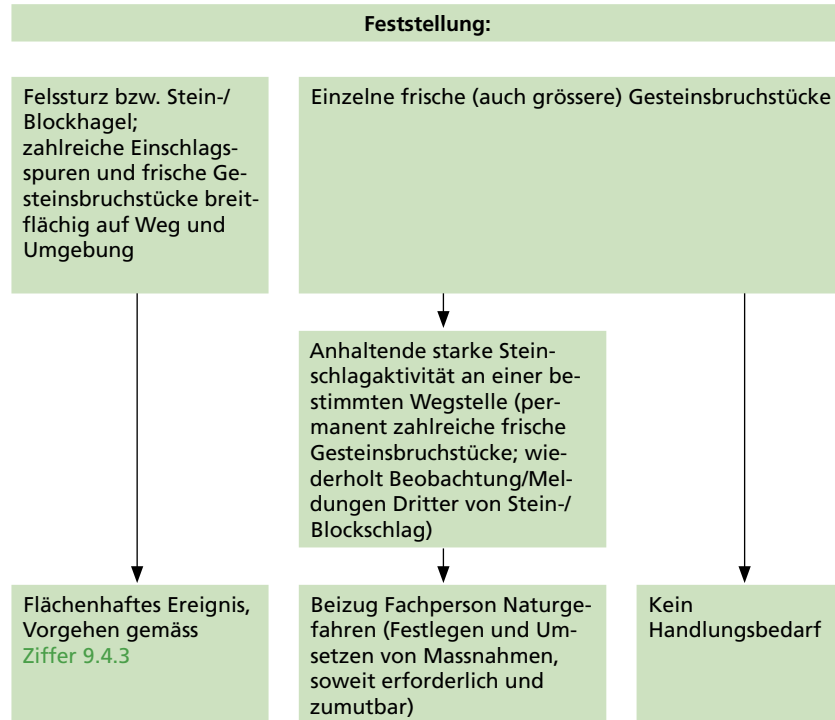 Feststellung:
Felssturz bzw. Stein-/
Blockhagel;
zahlreiche Einschlags-
spuren und frische Ge-
steinsbruchstücke breit-
flächig auf Weg und
Umgebung
Einzelne frische (auch grössere) Gesteinsbruchstücke
Anhaltende starke Stein-
schlagaktivität an einer be-
stimmten Wegstelle (per-
manent zahlreiche frische
Gesteinsbruchstücke; wie-
derholt Beobachtung/Mel-
dungen Dritter von Stein-/
Blockschlag)
Flächenhaftes Ereignis,
Vorgehen gemäss
Ziffer 9.4.3
Beizug Fachperson Naturge-
fahren (Festlegen und Um-
setzen von Massnahmen,
soweit erforderlich und
zumutbar)
Kein
Handlungsbedarf